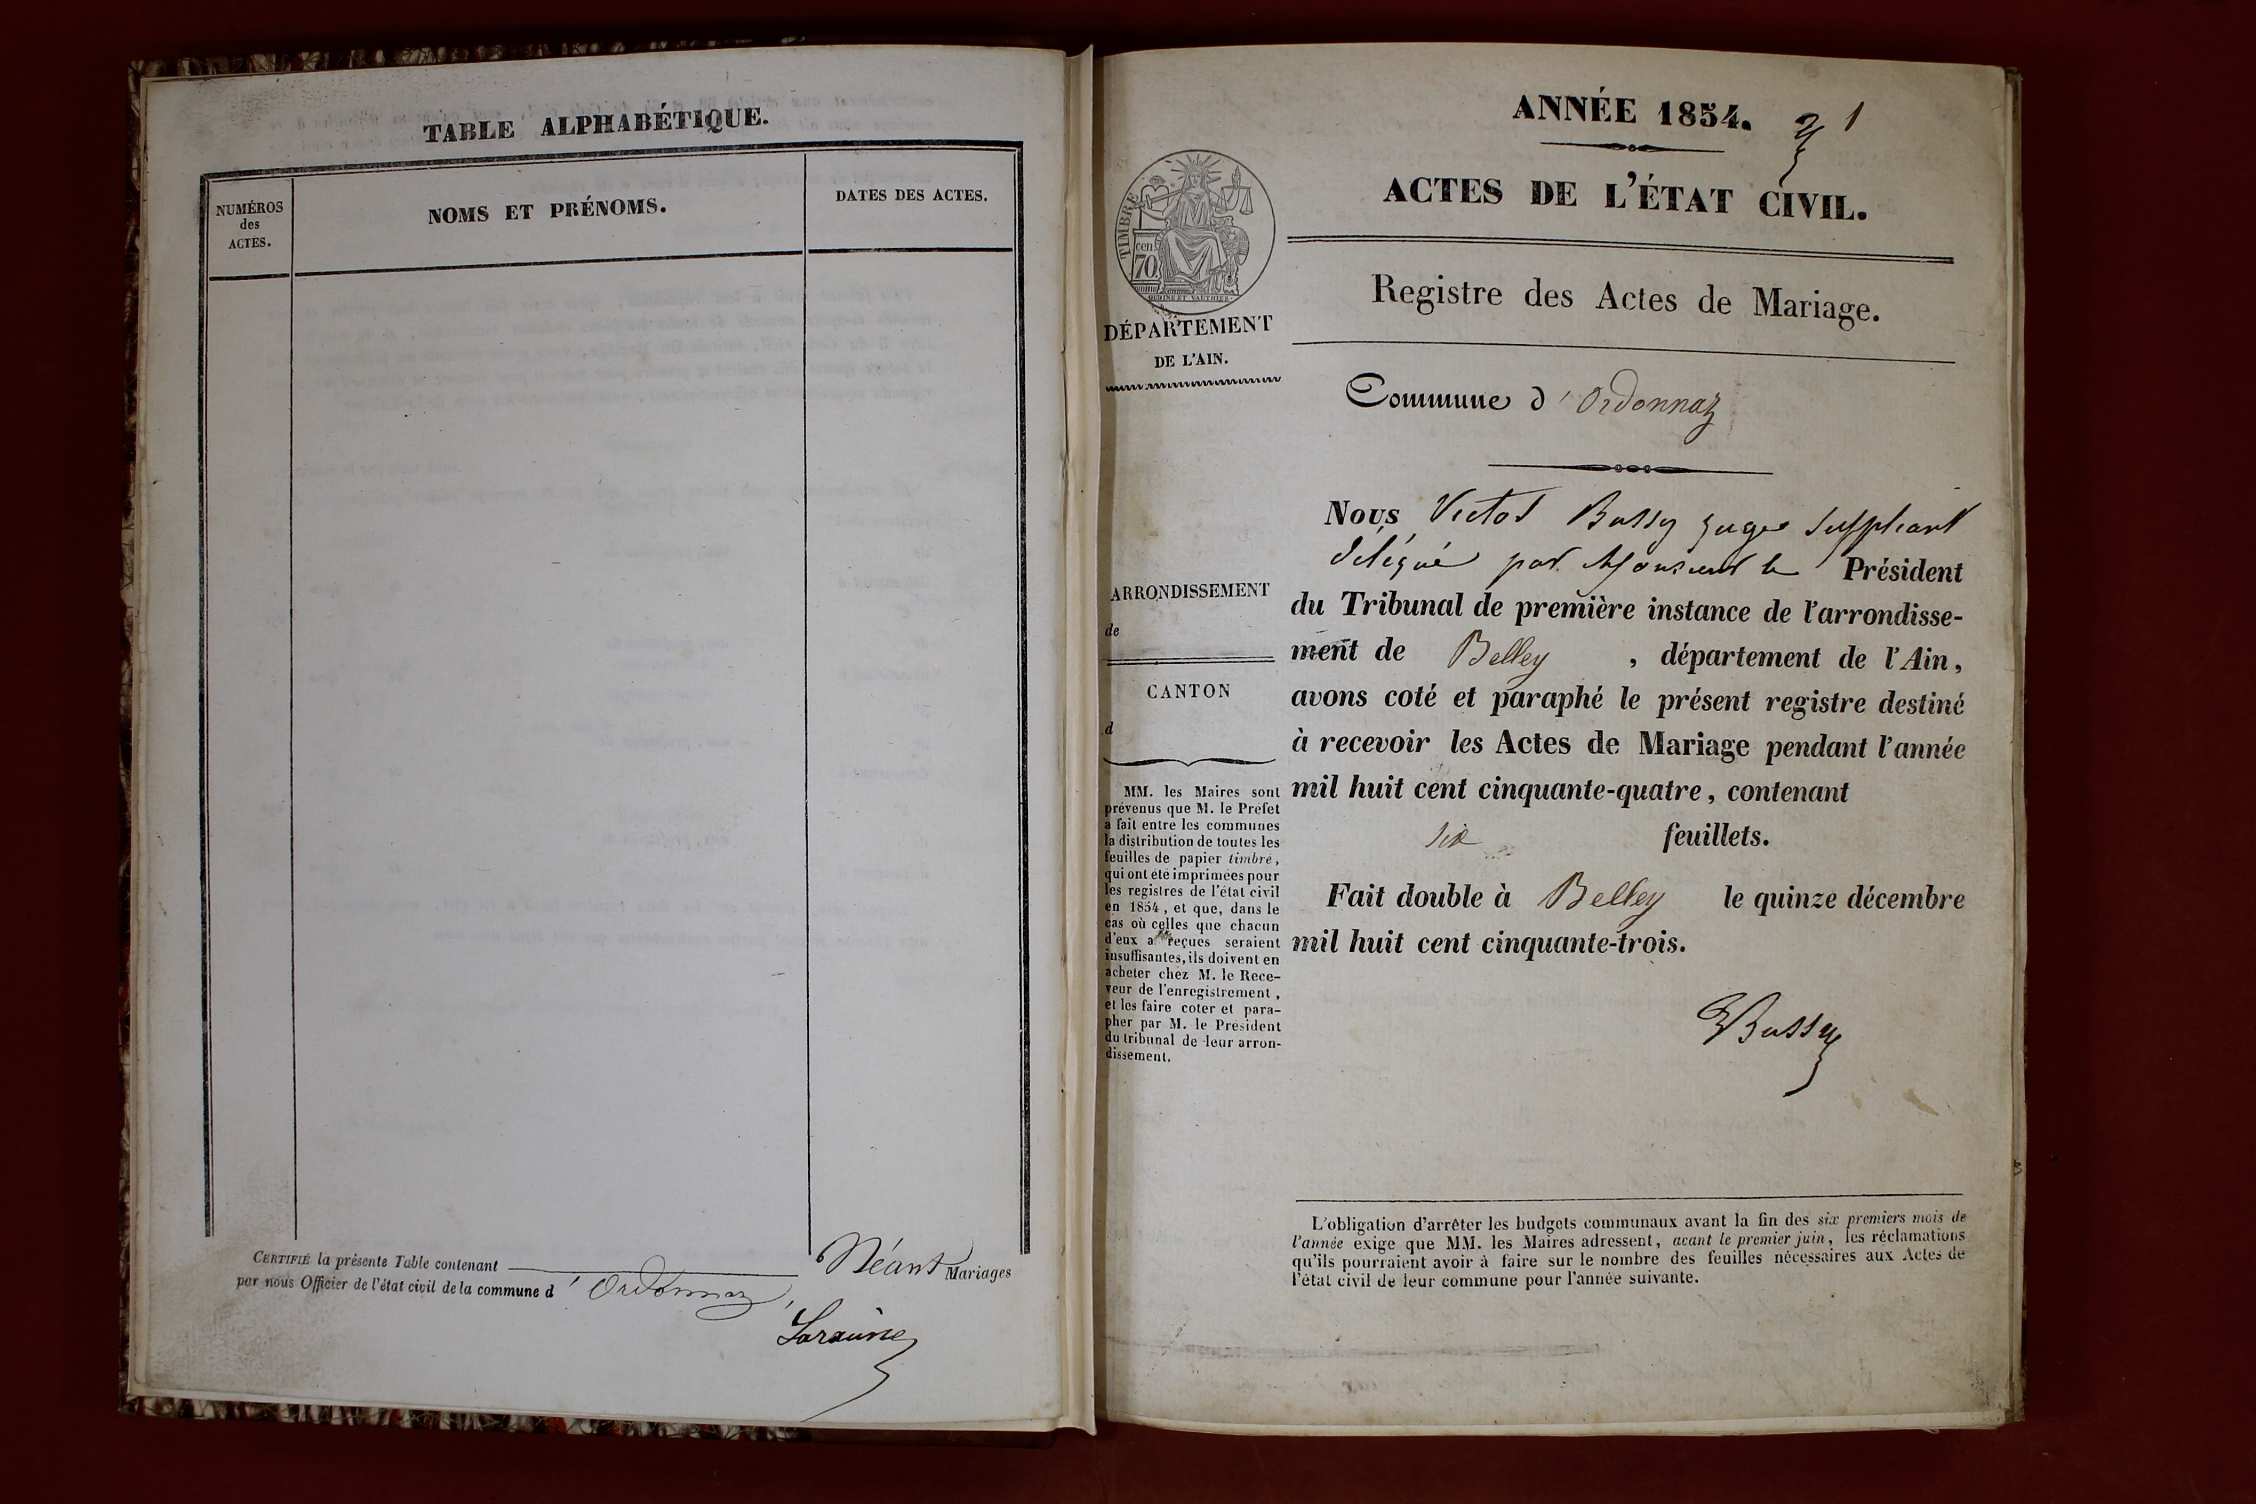 TABLE ALPHABÉTIQUE.
NUMÉROS
des
ACTES.
NOMS ET PRÉNOMS.
DATES DES ACTES.
CERTIFIÉ la présente Table contenant Néant Mariages
par nous Officier de l'état civil de la commune d'Ordonnaz,
ANNÉE 1854.
1
ACTES DE L'ÉTAT CIVIL.
TIMBRE
70
cen
DÉPARTEMENT
DE L'AIN.
Registre des Actes de Mariage.
Commune d'Ordonnaz
ARRONDISSEMENT
de
CANTON
d
MM. les Maires sont
prévenus que M. le Préfet
a fait entre les communes
la distribution de toutes les
feuilles de papier timbré,
qui ont été imprimées pour
les registres de l'état civil
en 1854, et que, dans le
cas où celles que chacun
d'eux a reçues seraient
insuffisantes, ils doivent en
acheter chez M. le Rece-
veur de l'enregistrement,
et les faire coter et para-
pher par M. le Président
du tribunal de leur arron-
dissement.
Nous Victor Bussy juge suppléant
délégué par Monsieur le Président
du Tribunal de première instance de l'arrondisse-
ment de Belley, département de l'Ain,
avons coté et paraphé le présent registre destiné
à recevoir les Actes de Mariage pendant l'année
mil huit cent cinquante-quatre, contenant
six feuillets.
Fait double à Belley le quinze décembre
mil huit cent cinquante-trois.
VBussy
L'obligation d'arrêter les budgets communaux avant la fin des six premiers mois de
l'année exige que MM. les Maires adressent, avant le premier juin, les réclamations
qu'ils pourraient avoir à faire sur le nombre des feuilles nécessaires aux Actes de
l'état civil de leur commune pour l'année suivante.